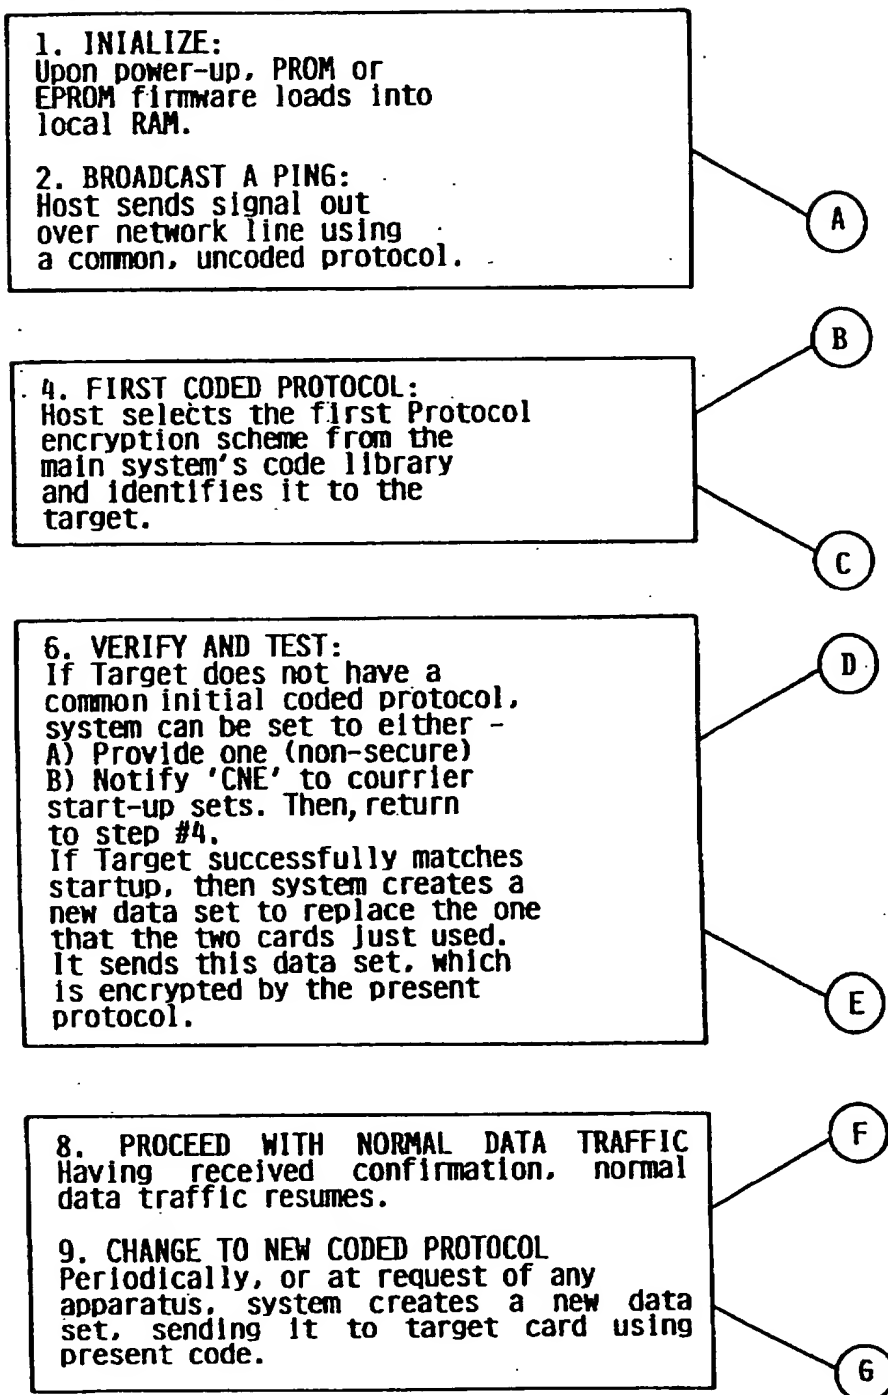 1. INIALIZE:
Upon power-up, PROM or
EPROM firmware loads into
local RAM.
2. BROADCAST A PING:
Host sends signal out
over network line using
a common, uncoded protocol.
A
B
4. FIRST CODED PROTOCOL:
Host selects the first Protocol
encryption scheme from the
main system's code library
and identifies it to the
target.
C
6. VERIFY AND TEST:
If Target does not have a
common initial coded protocol,
system can be set to either -
A) Provide one (non-secure)
B) Notify 'CNE' to courrier
start-up sets. Then, return
to step #4.
If Target successfully matches
startup, then system creates a
new data set to replace the one
that the two cards just used.
It sends this data set, which
is encrypted by the present
protocol.
D
E
8. PROCEED WITH NORMAL DATA TRAFFIC
Having received confirmation, normal
data traffic resumes.
9. CHANGE TO NEW CODED PROTOCOL
Periodically, or at request of any
apparatus, system creates a new data
set, sending it to target card using
present code.
F
G